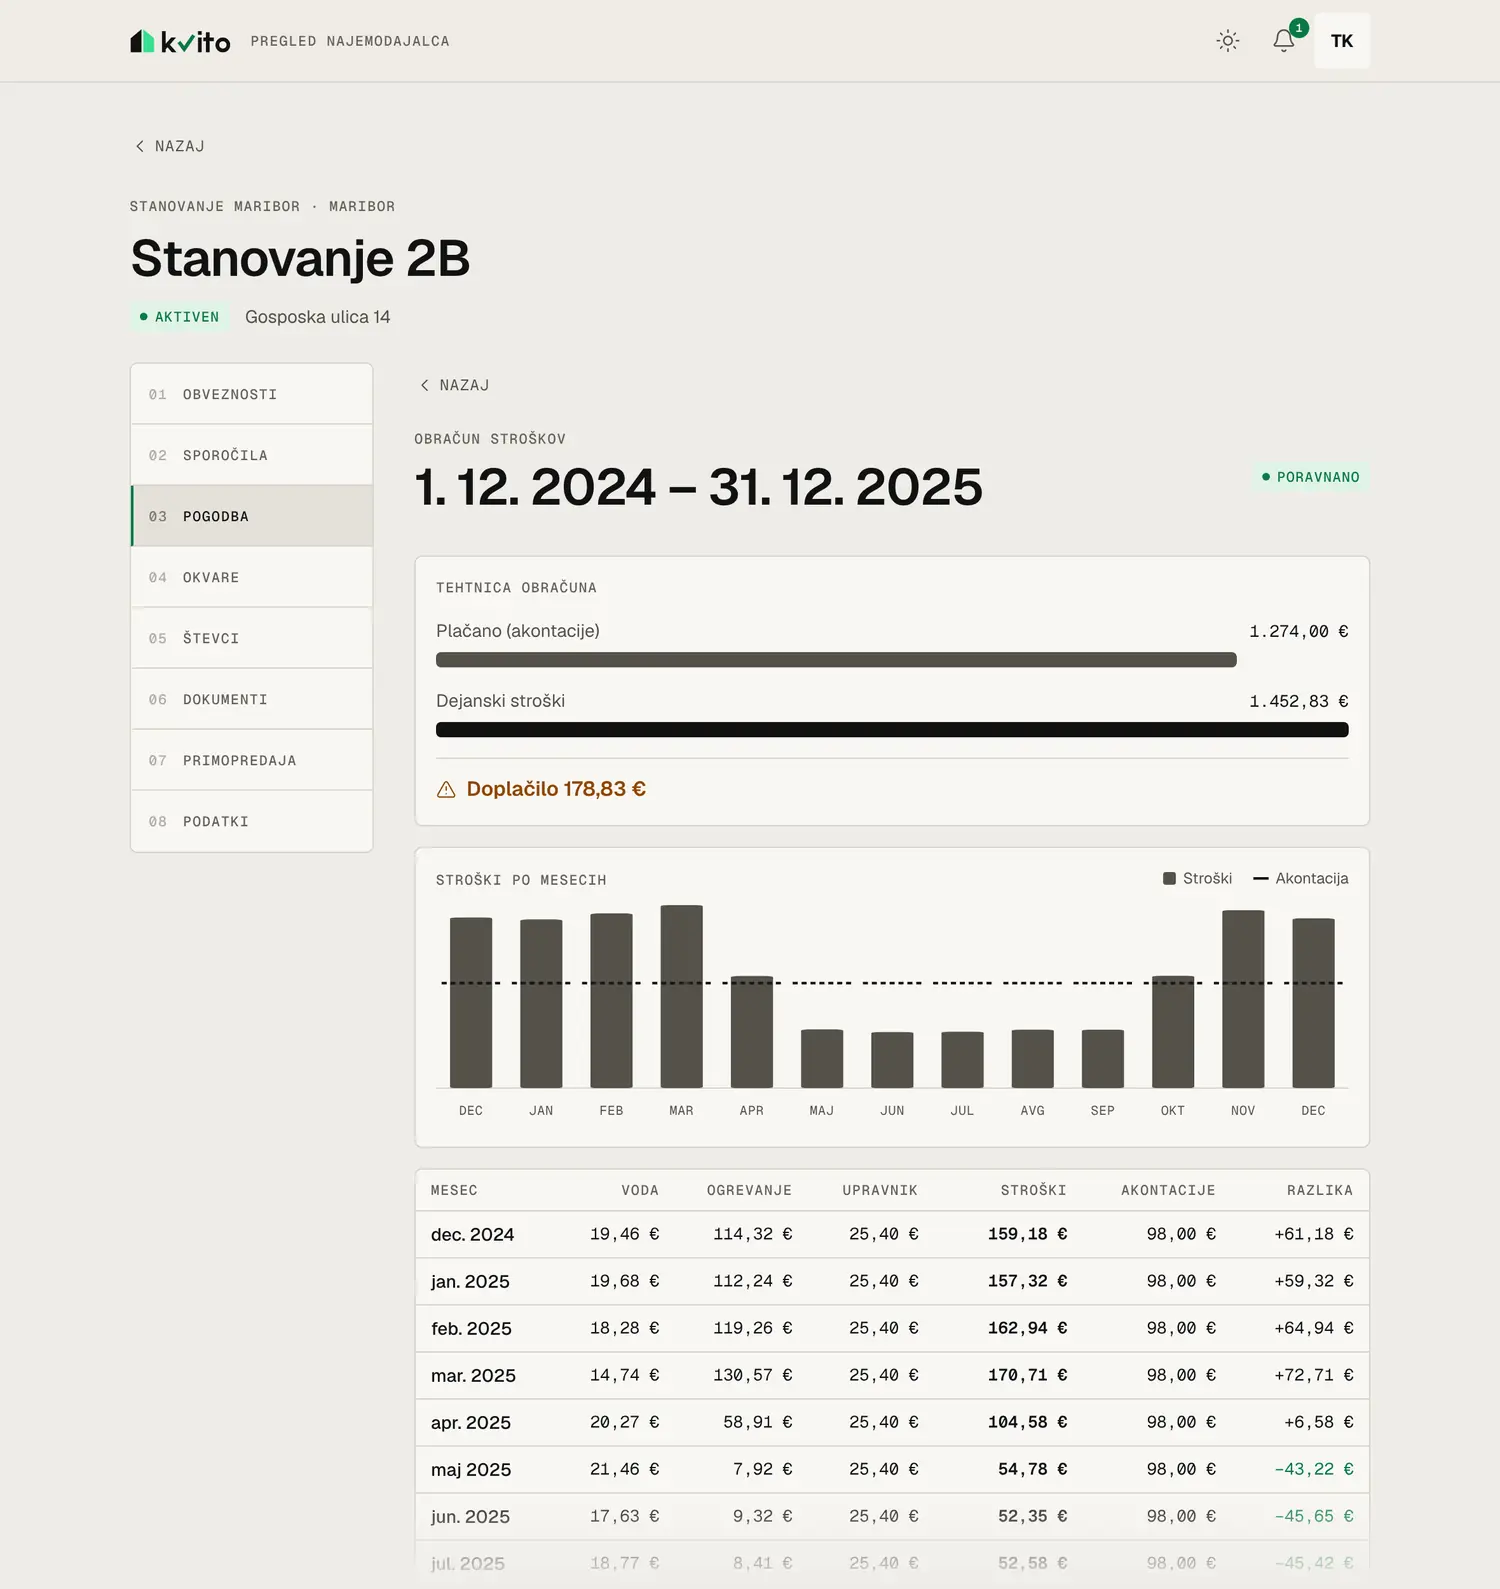 kvito PREGLED NAJEMODAJALCA 1 TK
NAZAJ
STANOVANJE MARIBOR · MARIBOR
Stanovanje 2B
AKTIVEN Gosposka ulica 14
01 OBVEZNOSTI
02 SPOROČILA
03 POGODBA
04 OKVARE
05 ŠTEVCI
06 DOKUMENTI
07 PRIMOPREDAJA
08 PODATKI
NAZAJ
OBRAČUN STROŠKOV
1. 12. 2024 – 31. 12. 2025
PORAVNANO
TEHTNICA OBRAČUNA
Plačano (akontacije) 1.274,00 €
Dejanski stroški 1.452,83 €
Doplačilo 178,83 €
STROŠKI PO MESECIH Stroški Akontacija
DEC JAN FEB MAR APR MAJ JUN JUL AVG SEP OKT NOV DEC
MESEC VODA OGREVANJE UPRAVNIK STROŠKI AKONTACIJE RAZLIKA
dec. 2024 19,46 € 114,32 € 25,40 € 159,18 € 98,00 € +61,18 €
jan. 2025 19,68 € 112,24 € 25,40 € 157,32 € 98,00 € +59,32 €
feb. 2025 18,28 € 119,26 € 25,40 € 162,94 € 98,00 € +64,94 €
mar. 2025 14,74 € 130,57 € 25,40 € 170,71 € 98,00 € +72,71 €
apr. 2025 20,27 € 58,91 € 25,40 € 104,58 € 98,00 € +6,58 €
maj 2025 21,46 € 7,92 € 25,40 € 54,78 € 98,00 € −43,22 €
jun. 2025 17,63 € 9,32 € 25,40 € 52,35 € 98,00 € −45,65 €
jul. 2025 18,77 € 8,41 € 25,40 € 52,58 € 98,00 € −45,42 €